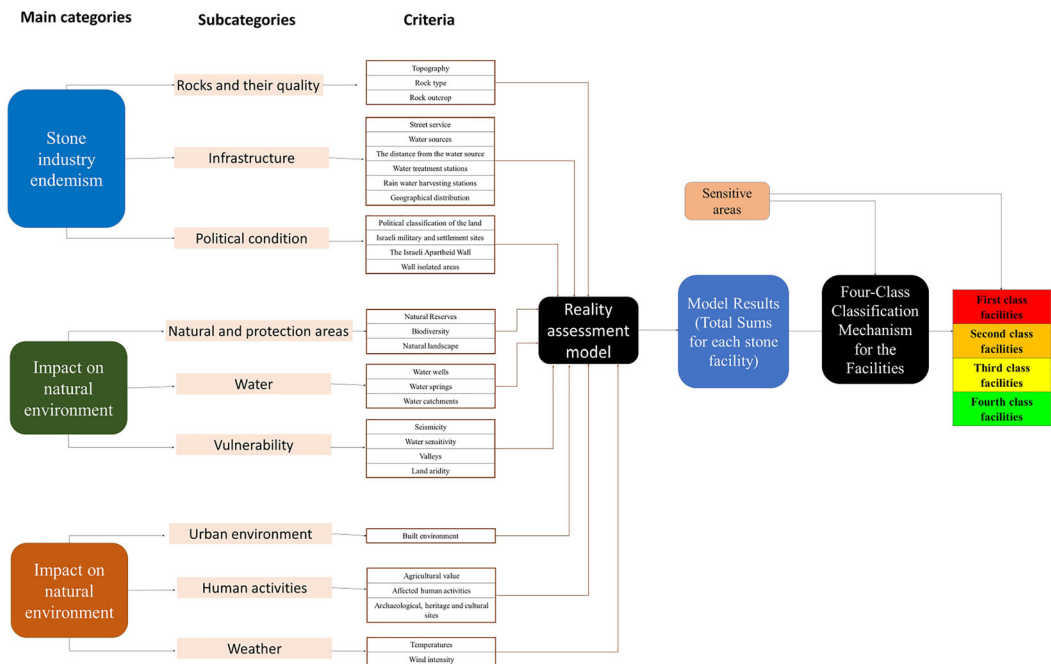 Main categories
Subcategories
Criteria
Stone
industry
endemism
Rocks and their quality
Topography
Rock type
Rock outcrop
Infrastructure
Street service
Water sources
The distance from the water source
Water treatment stations
Rain water harvesting stations
Geographical distribution
Political condition
Political classification of the land
Israeli military and settlement sites
The Israeli Apartheid Wall
Wall isolated areas
Impact on
natural
environment
Natural and protection areas
Natural Reserves
Biodiversity
Natural landscape
Water
Water wells
Water springs
Water catchments
Vulnerability
Seismicity
Water sensitivity
Valleys
Land aridity
Impact on
natural
environment
Urban environment
Built environment
Human activities
Agricultural value
Affected human activities
Archaeological, heritage and cultural
sites
Weather
Temperatures
Wind intensity
Reality
assessment
model
Model Results
(Total Sums
for each stone
facility)
Sensitive
areas
Four-Class
Classification
Mechanism
for the
Facilities
First class
facilities
Second class
facilities
Third class
facilities
Fourth class
facilities